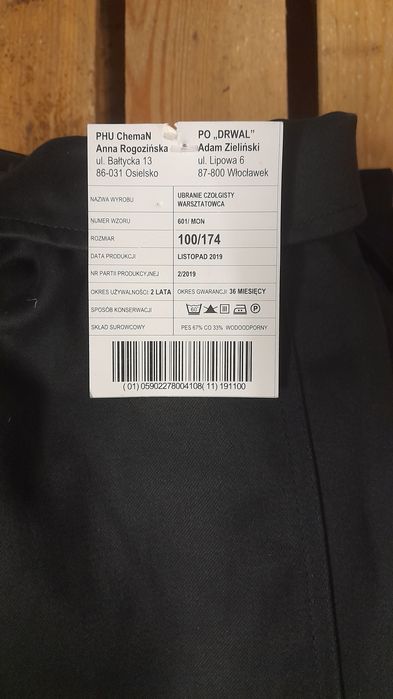 PHU ChemaN
Anna Rogozińska
ul. Bałtycka 13
86-031 Osielsko
PO „DRWAL"
Adam Zieliński
ul. Lipowa 6
87-800 Włocławek
NAZWA WYROBU
UBRANIE CZOŁGISTY
WARSZTATOWCA
NUMER WZORU
601/ MON
ROZMIAR
100/174
DATA PRODUKCJI
LISTOPAD 2019
NR PARTII PRODUKCYJNEJ
2/2019
OKRES UŻYWALNOŚCI: 2 LATA
OKRES GWARANCJI: 36 MIESIĘCY
SPOSÓB KONSERWACJI
60
P
SKŁAD SUROWCOWY
PES 67% CO 33% WODOODPORNY
( 01) 05902278004108( 11) 191100